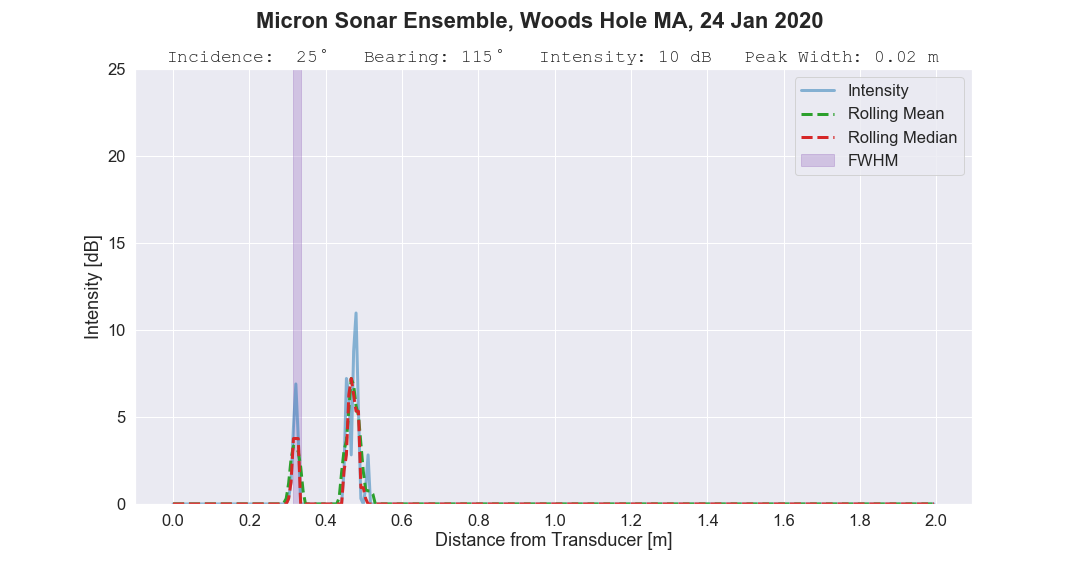 Micron Sonar Ensemble, Woods Hole MA, 24 Jan 2020
Incidence:  25°   Bearing: 115°   Intensity: 10 dB   Peak Width: 0.02 m
25
20
15
10
5
0
Intensity [dB]
Intensity
Rolling Mean
Rolling Median
FWHM
0.0 0.2 0.4 0.6 0.8 1.0 1.2 1.4 1.6 1.8 2.0
Distance from Transducer [m]